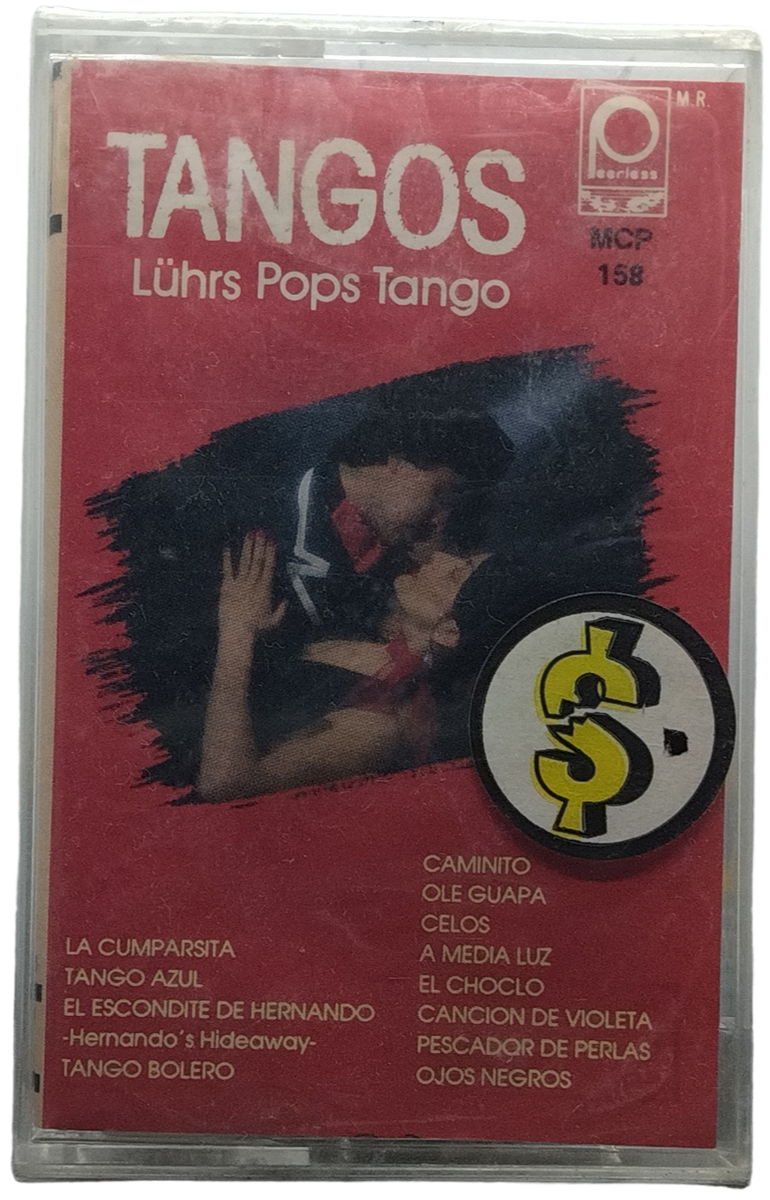 TANGOS
Lührs Pops Tango
Peerless
M.R.
MCP
158
$
LA CUMPARSITA
TANGO AZUL
EL ESCONDITE DE HERNANDO
-Hernando's Hideaway-
TANGO BOLERO
CAMINITO
OLE GUAPA
CELOS
A MEDIA LUZ
EL CHOCLO
CANCION DE VIOLETA
PESCADOR DE PERLAS
OJOS NEGROS